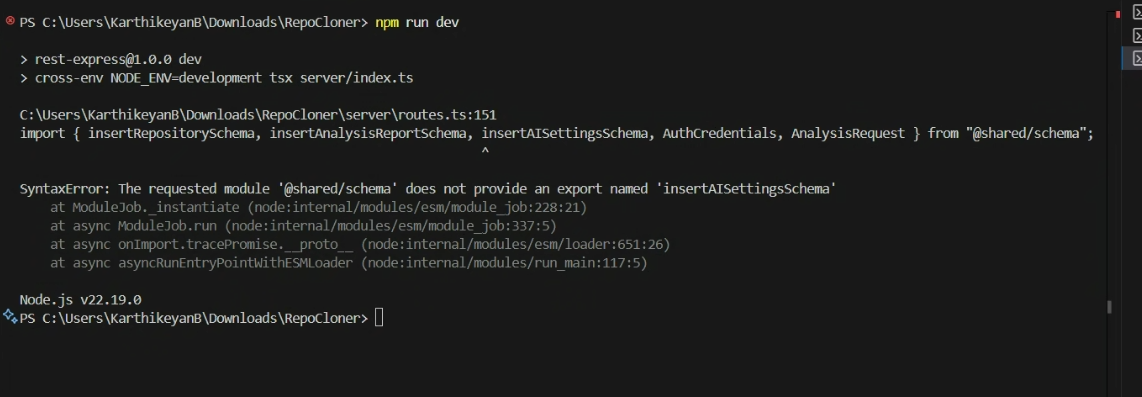 PS C:\Users\KarthikeyanB\Downloads\RepoCloner> npm run dev
> rest-express@1.0.0 dev
> cross-env NODE_ENV=development tsx server/index.ts
C:\Users\KarthikeyanB\Downloads\RepoCloner\server\routes.ts:151
import { insertRepositorySchema, insertAnalysisReportSchema, insertAISettingsSchema, AuthCredentials, AnalysisRequest } from "@shared/schema";
^
SyntaxError: The requested module '@shared/schema' does not provide an export named 'insertAISettingsSchema'
at ModuleJob._instantiate (node:internal/modules/esm/module_job:228:21)
at async ModuleJob.run (node:internal/modules/esm/module_job:337:5)
at async onImport.tracePromise.__proto__ (node:internal/modules/esm/loader:651:26)
at async asyncRunEntryPointWithESMLoader (node:internal/modules/run_main:117:5)
Node.js v22.19.0
PS C:\Users\KarthikeyanB\Downloads\RepoCloner>